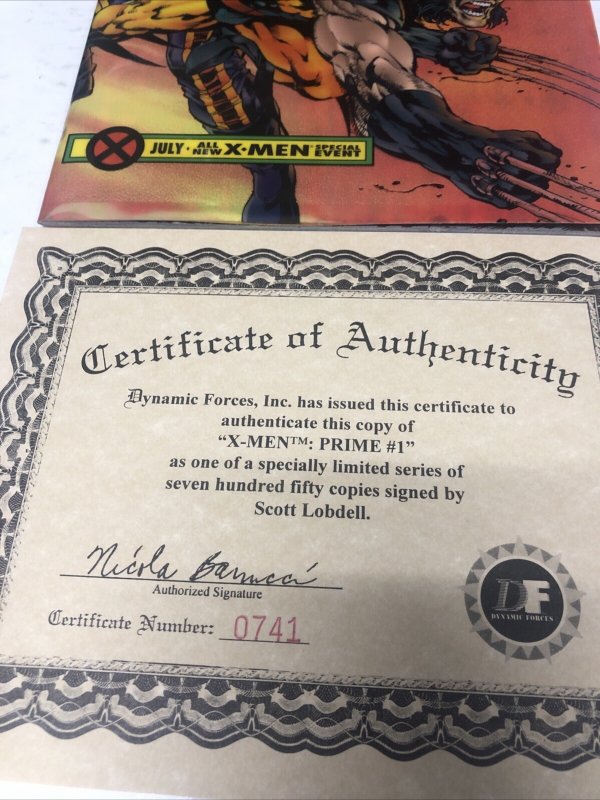 JULY • ALL NEW X-MEN SPECIAL EVENT
Certificate of Authenticity
Dynamic Forces, Inc. has issued this certificate to
authenticate this copy of
“X-MEN™: PRIME #1”
as one of a specially limited series of
seven hundred fifty copies signed by
Scott Lobdell.
Nicola Barucci
Authorized Signature
Certificate Number: 0741
DF
DYNAMIC FORCES